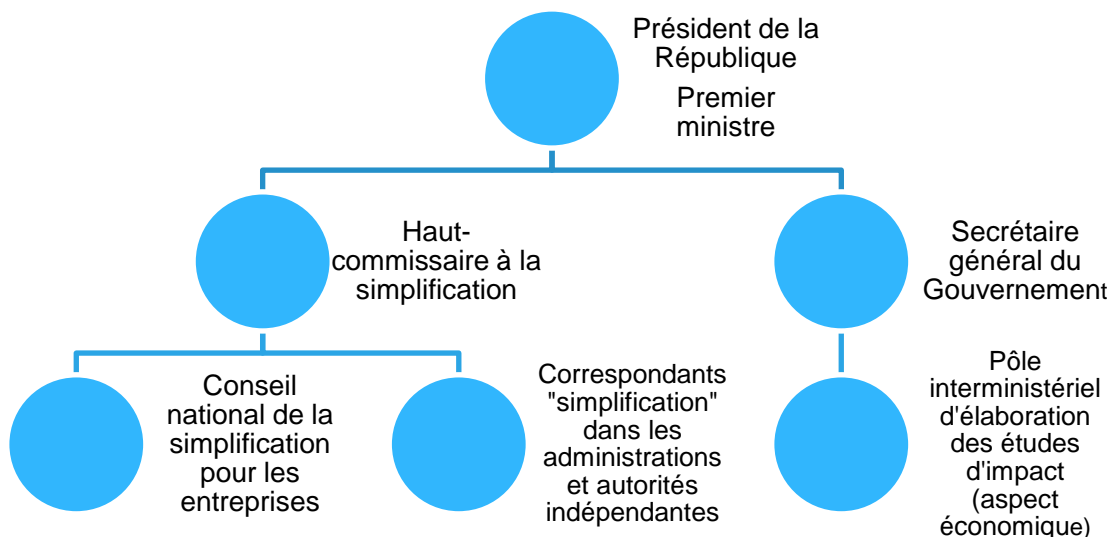 Président de la
République
Premier
ministre
Haut-
commissaire à la
simplification
Secrétaire
général du
Gouvernement
Conseil
national de la
simplification
pour les
entreprises
Correspondants
"simplification"
dans les
administrations
et autorités
indépendantes
Pôle
interministériel
d'élaboration
des études
d'impact
(aspect
économique)